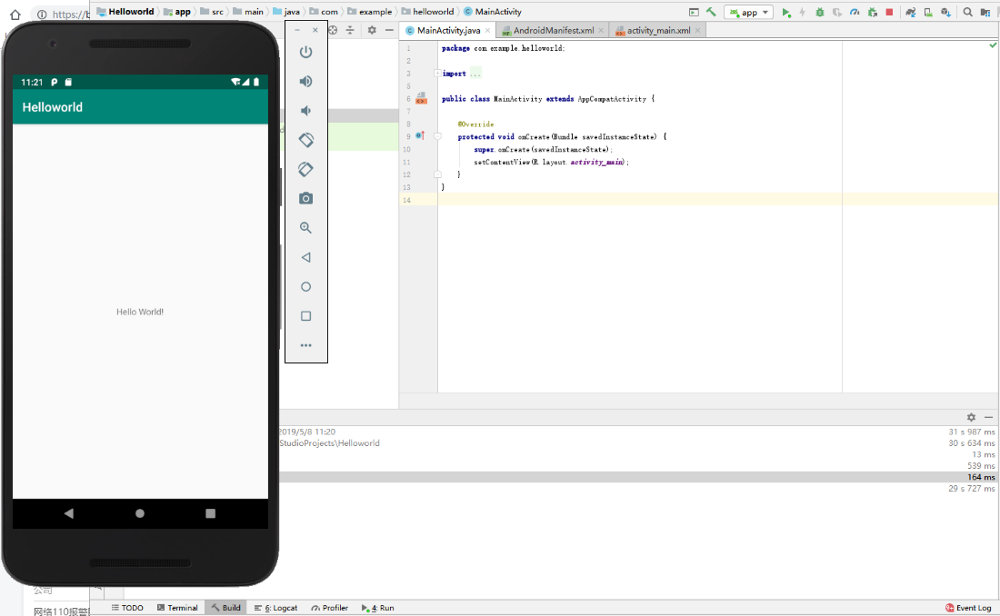 Helloworld app src main java com example helloworld MainActivity
app
https://b
MainActivity.java AndroidManifest.xml activity_main.xml
11:21
Helloworld
Hello World!
1 package com.example.helloworld;
2
3 import ...
5
6 public class MainActivity extends AppCompatActivity {
7
8 @Override
9 protected void onCreate(Bundle savedInstanceState) {
10 super.onCreate(savedInstanceState);
11 setContentView(R.layout.activity_main);
12 }
13 }
14
2019/5/8 11:20 31 s 987 ms
StudioProjects\Helloworld 30 s 634 ms
13 ms
539 ms
164 ms
29 s 727 ms
公司
网络110报警
TODO Terminal Build 6: Logcat Profiler 4: Run Event Log